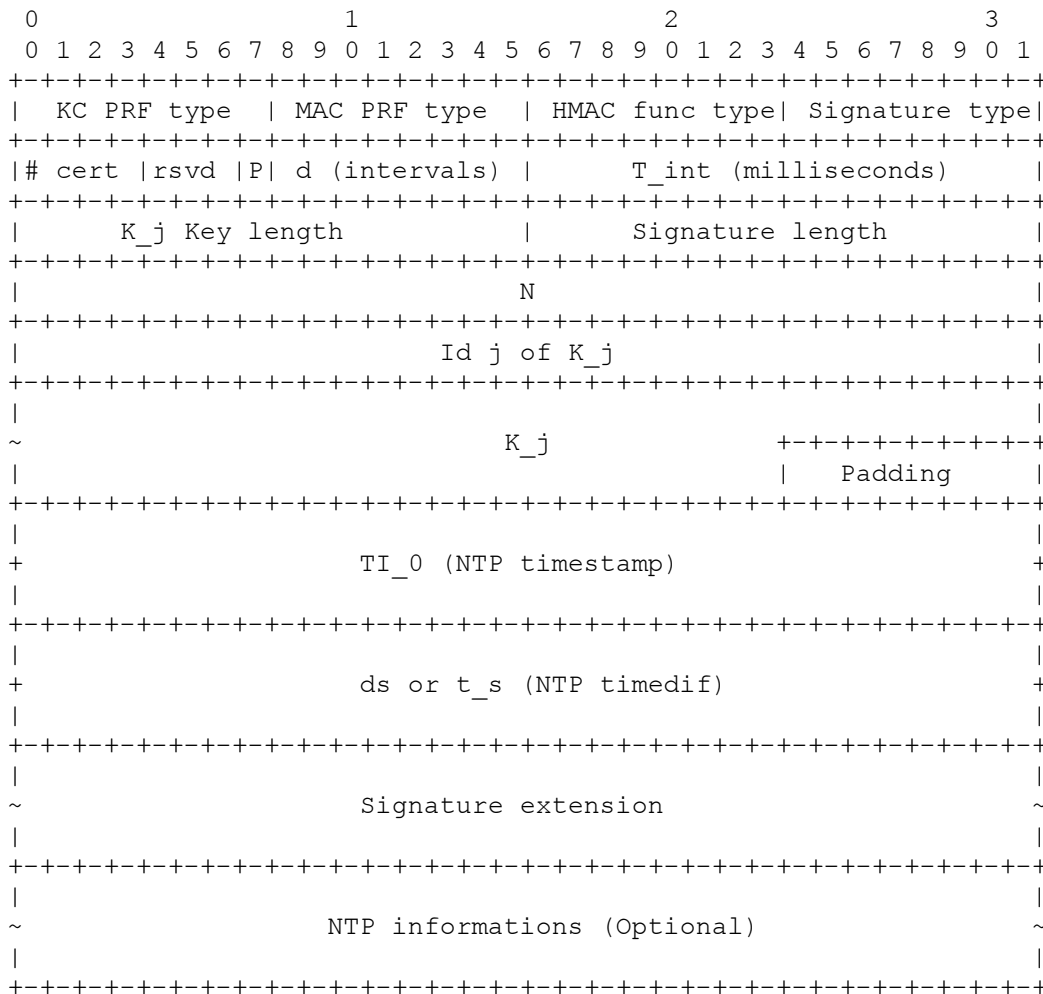 0                   1                   2                   3
 0 1 2 3 4 5 6 7 8 9 0 1 2 3 4 5 6 7 8 9 0 1 2 3 4 5 6 7 8 9 0 1
+-+-+-+-+-+-+-+-+-+-+-+-+-+-+-+-+-+-+-+-+-+-+-+-+-+-+-+-+-+-+-+-+
|  KC PRF type  | MAC PRF type  | HMAC func type| Signature type|
+-+-+-+-+-+-+-+-+-+-+-+-+-+-+-+-+-+-+-+-+-+-+-+-+-+-+-+-+-+-+-+-+
|# cert |rsvd |P| d (intervals) |      T_int (milliseconds)     |
+-+-+-+-+-+-+-+-+-+-+-+-+-+-+-+-+-+-+-+-+-+-+-+-+-+-+-+-+-+-+-+-+
|      K_j Key length           |      Signature length         |
+-+-+-+-+-+-+-+-+-+-+-+-+-+-+-+-+-+-+-+-+-+-+-+-+-+-+-+-+-+-+-+-+
|                               N                               |
+-+-+-+-+-+-+-+-+-+-+-+-+-+-+-+-+-+-+-+-+-+-+-+-+-+-+-+-+-+-+-+-+
|                          Id j of K_j                          |
+-+-+-+-+-+-+-+-+-+-+-+-+-+-+-+-+-+-+-+-+-+-+-+-+-+-+-+-+-+-+-+-+
|                                                               |
~                              K_j              +-+-+-+-+-+-+-+-+
|                                               |   Padding     |
+-+-+-+-+-+-+-+-+-+-+-+-+-+-+-+-+-+-+-+-+-+-+-+-+-+-+-+-+-+-+-+-+
|                                                               |
+                     TI_0 (NTP timestamp)                      +
|                                                               |
+-+-+-+-+-+-+-+-+-+-+-+-+-+-+-+-+-+-+-+-+-+-+-+-+-+-+-+-+-+-+-+-+
|                                                               |
+                     ds or t_s (NTP timedif)                   +
|                                                               |
+-+-+-+-+-+-+-+-+-+-+-+-+-+-+-+-+-+-+-+-+-+-+-+-+-+-+-+-+-+-+-+-+
|                                                               |
~                     Signature extension                       ~
|                                                               |
+-+-+-+-+-+-+-+-+-+-+-+-+-+-+-+-+-+-+-+-+-+-+-+-+-+-+-+-+-+-+-+-+
|                                                               |
~                   NTP informations (Optional)                 ~
|                                                               |
+-+-+-+-+-+-+-+-+-+-+-+-+-+-+-+-+-+-+-+-+-+-+-+-+-+-+-+-+-+-+-+-+